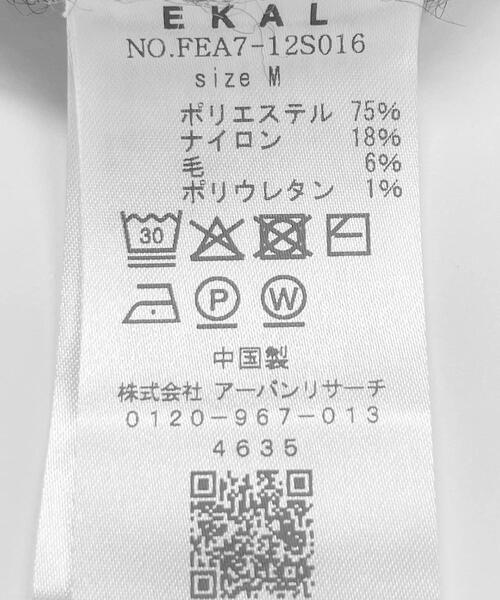 EKAL
NO.FEA7-12S016
size M
ポリエステル 75%
ナイロン 18%
毛 6%
ポリウレタン 1%
30
P W
中国製
株式会社 アーバンリサーチ
0120-967-013
4635